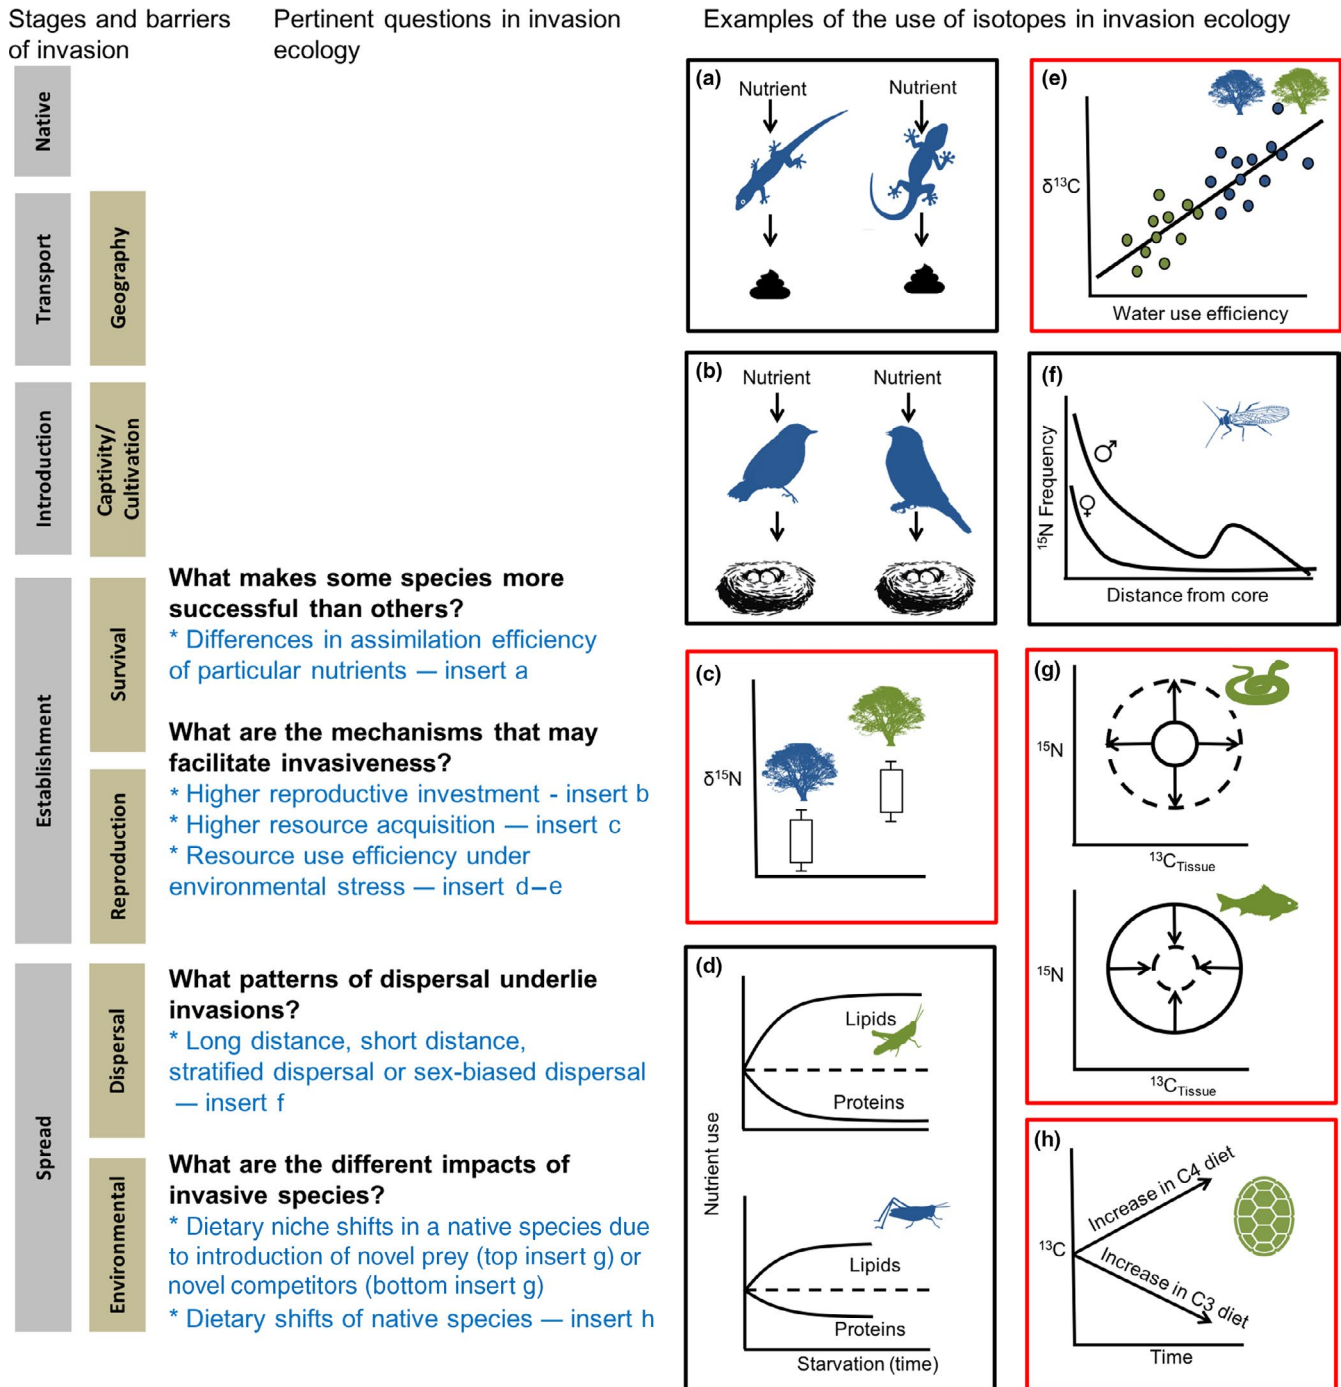 Stages and barriers
of invasion
Pertinent questions in invasion
ecology
Examples of the use of isotopes in invasion ecology
Native
Transport
Geography
Introduction
Captivity/
Cultivation
Establishment
Survival
Reproduction
Spread
Dispersal
Environmental
What makes some species more
successful than others?
* Differences in assimilation efficiency
of particular nutrients — insert a
What are the mechanisms that may
facilitate invasiveness?
* Higher reproductive investment - insert b
* Higher resource acquisition — insert c
* Resource use efficiency under
environmental stress — insert d–e
What patterns of dispersal underlie
invasions?
* Long distance, short distance,
stratified dispersal or sex-biased dispersal
— insert f
What are the different impacts of
invasive species?
* Dietary niche shifts in a native species due
to introduction of novel prey (top insert g) or
novel competitors (bottom insert g)
* Dietary shifts of native species — insert h
(a)
Nutrient
Nutrient
(b)
Nutrient
Nutrient
(c)
δ¹⁵N
(d)
Nutrient use
Lipids
Proteins
Lipids
Proteins
Starvation (time)
(e)
δ¹³C
Water use efficiency
(f)
¹⁵N Frequency
♂
♀
Distance from core
(g)
¹⁵N
¹³C_Tissue
¹⁵N
¹³C_Tissue
(h)
¹³C
Increase in C4 diet
Increase in C3 diet
Time